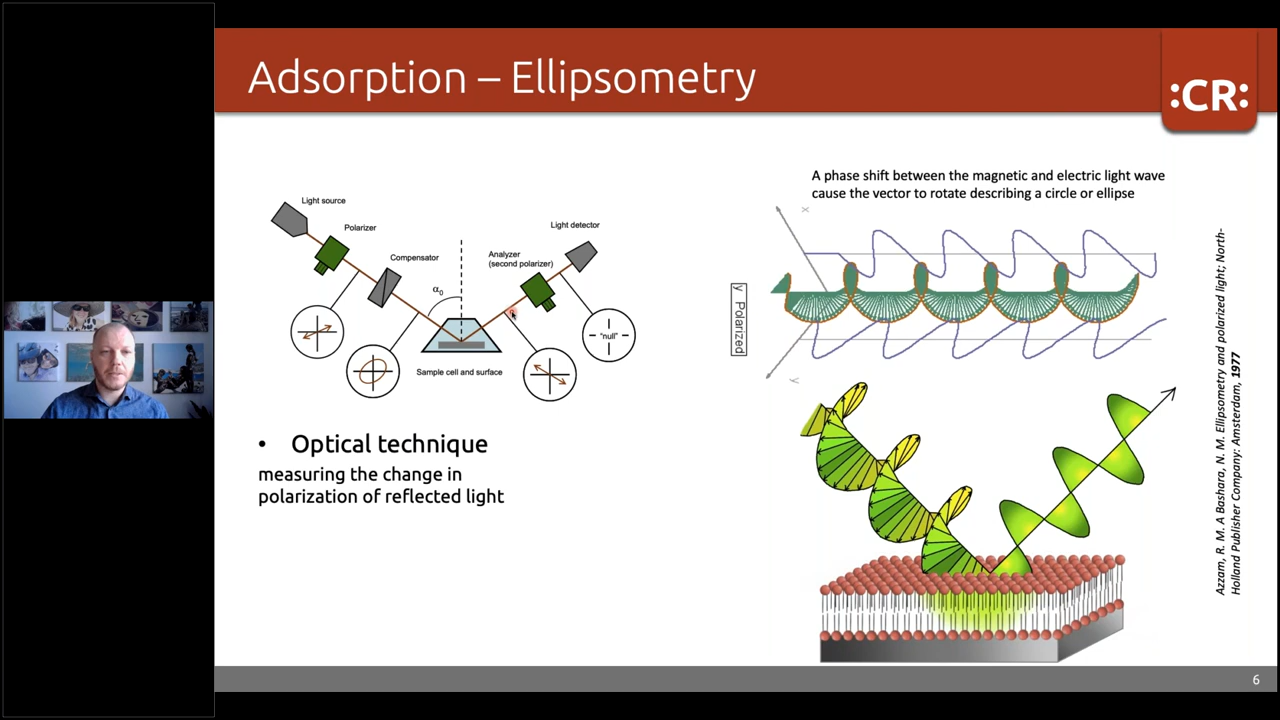 Adsorption – Ellipsometry
:CR:
Light source
Polarizer
Compensator
α0
Analyzer
(second polarizer)
Light detector
"null"
Sample cell and surface
• Optical technique
measuring the change in
polarization of reflected light
A phase shift between the magnetic and electric light wave
cause the vector to rotate describing a circle or ellipse
x
y
y Polarized
Azzam, R. M. A Bashara, N. M. Ellipsometry and polarized light; North-
Holland Publisher Company: Amsterdam, 1977
6